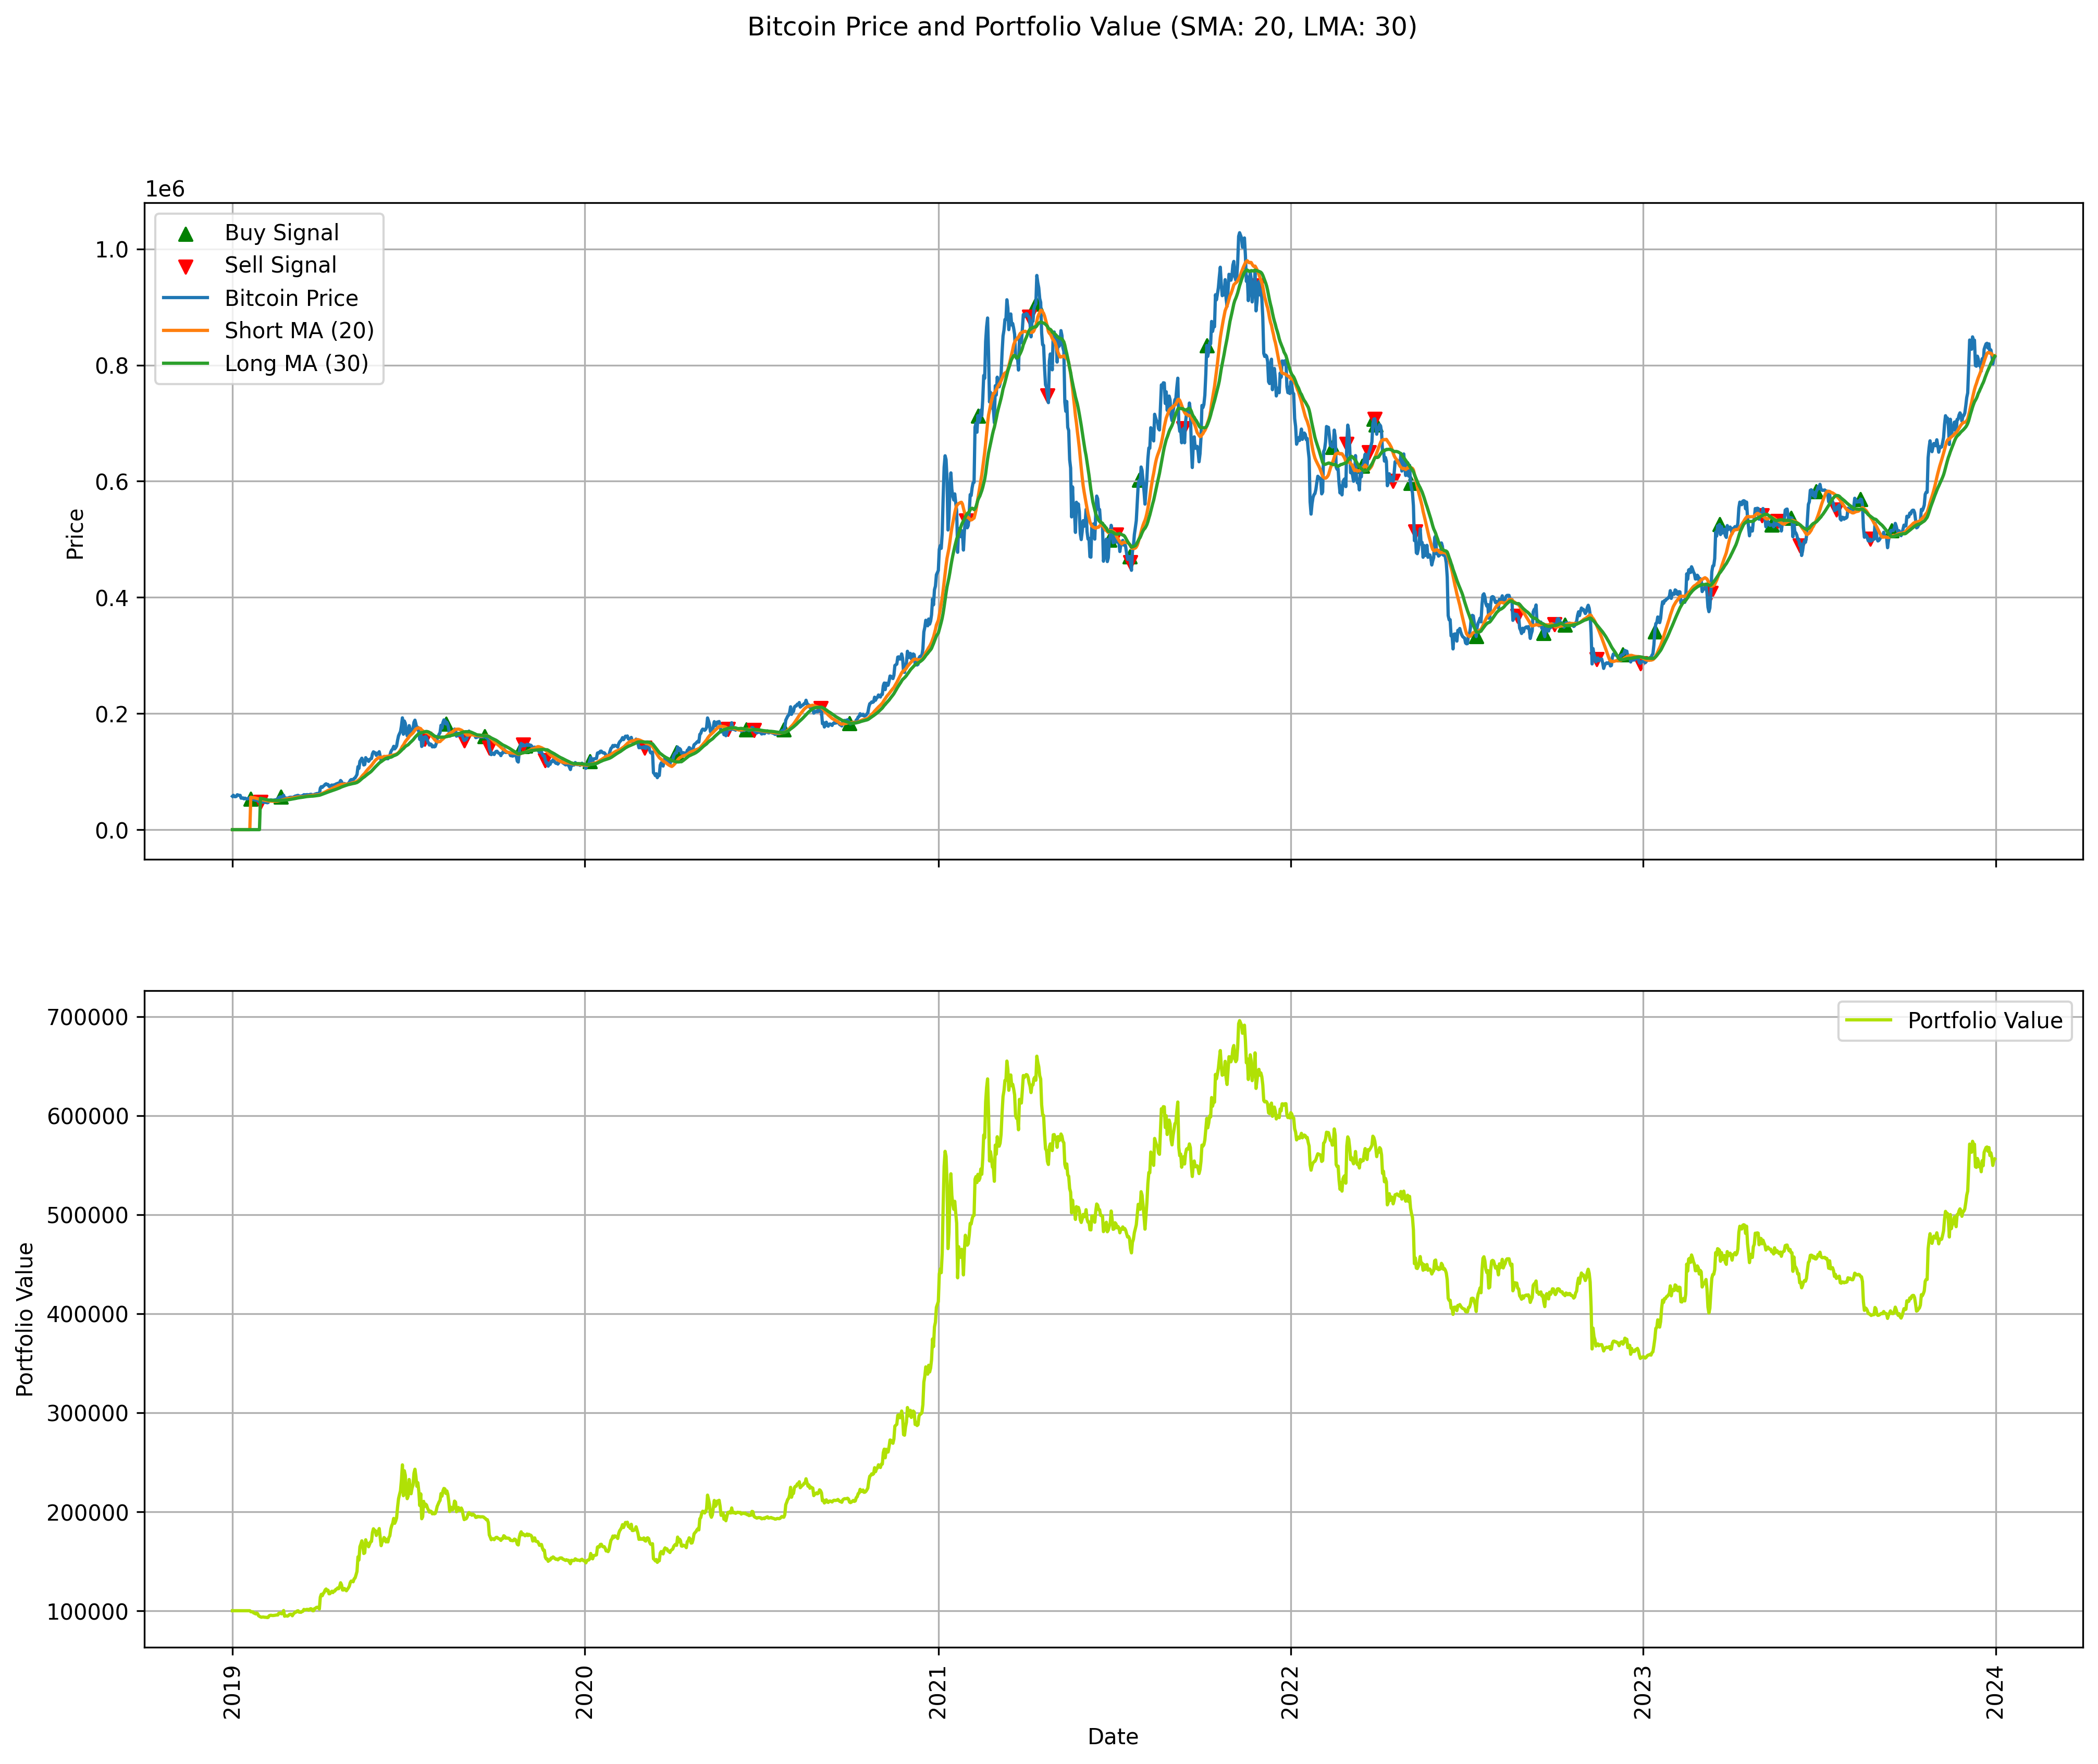 Bitcoin Price and Portfolio Value (SMA: 20, LMA: 30)
1e6
Buy Signal
Sell Signal
Bitcoin Price
Short MA (20)
Long MA (30)
1.0
0.8
0.6
0.4
0.2
0.0
Price
Portfolio Value
700000
600000
500000
400000
300000
200000
100000
Portfolio Value
2019
2020
2021
2022
2023
2024
Date